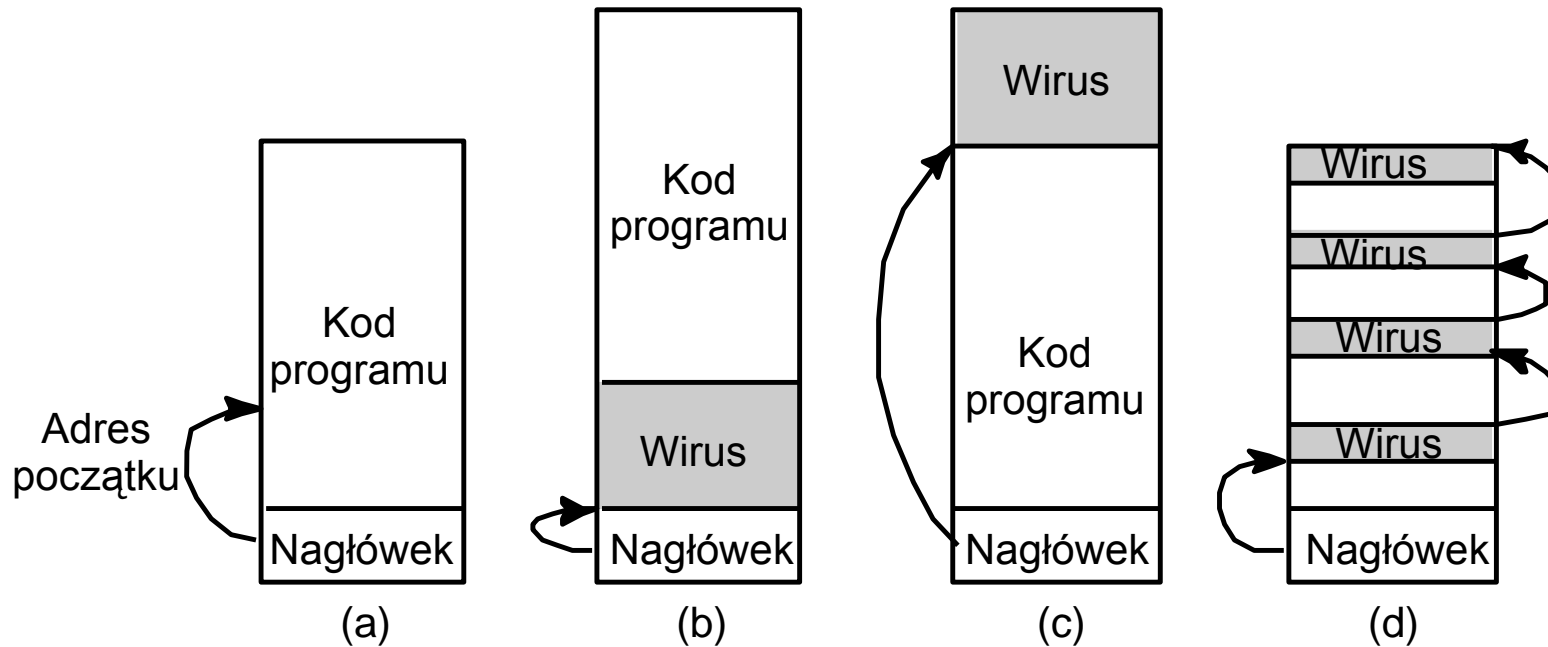 Adres
początku
Kod
programu
Nagłówek
(a)
Kod
programu
Wirus
Nagłówek
(b)
Wirus
Kod
programu
Nagłówek
(c)
Wirus
Wirus
Wirus
Wirus
Nagłówek
(d)